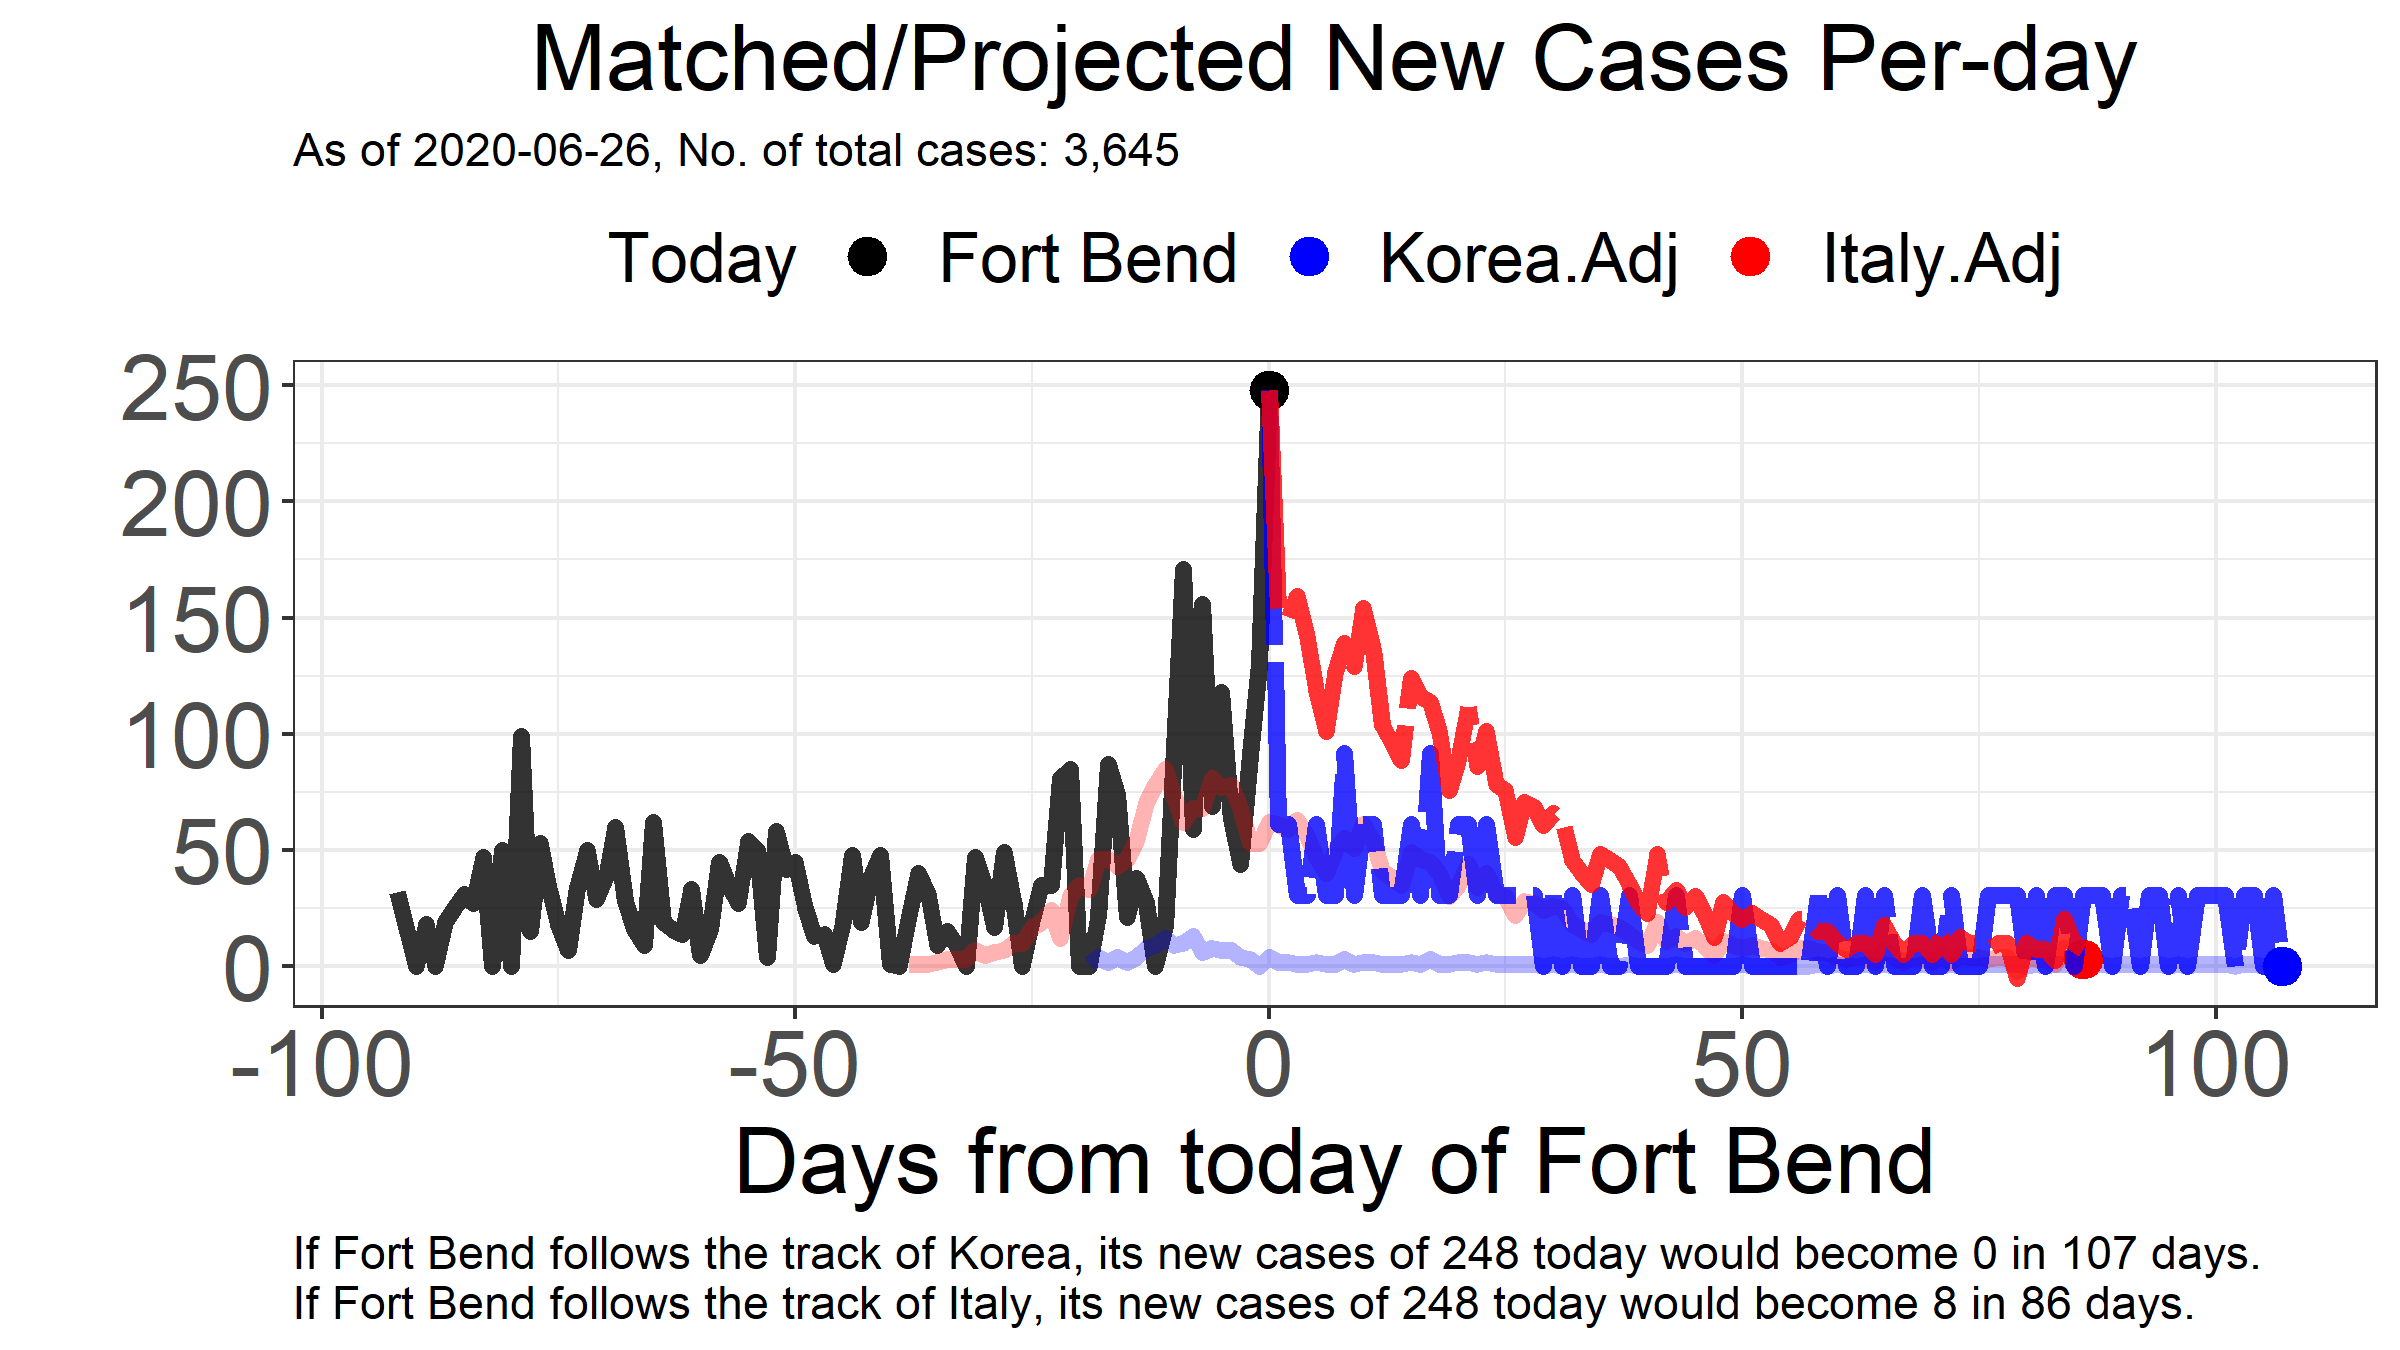 Matched/Projected New Cases Per-day
As of 2020-06-26, No. of total cases: 3,645
Today Fort Bend Korea.Adj Italy.Adj
250
200
150
100
50
0
-100 -50 0 50 100
Days from today of Fort Bend
If Fort Bend follows the track of Korea, its new cases of 248 today would become 0 in 107 days.
If Fort Bend follows the track of Italy, its new cases of 248 today would become 8 in 86 days.